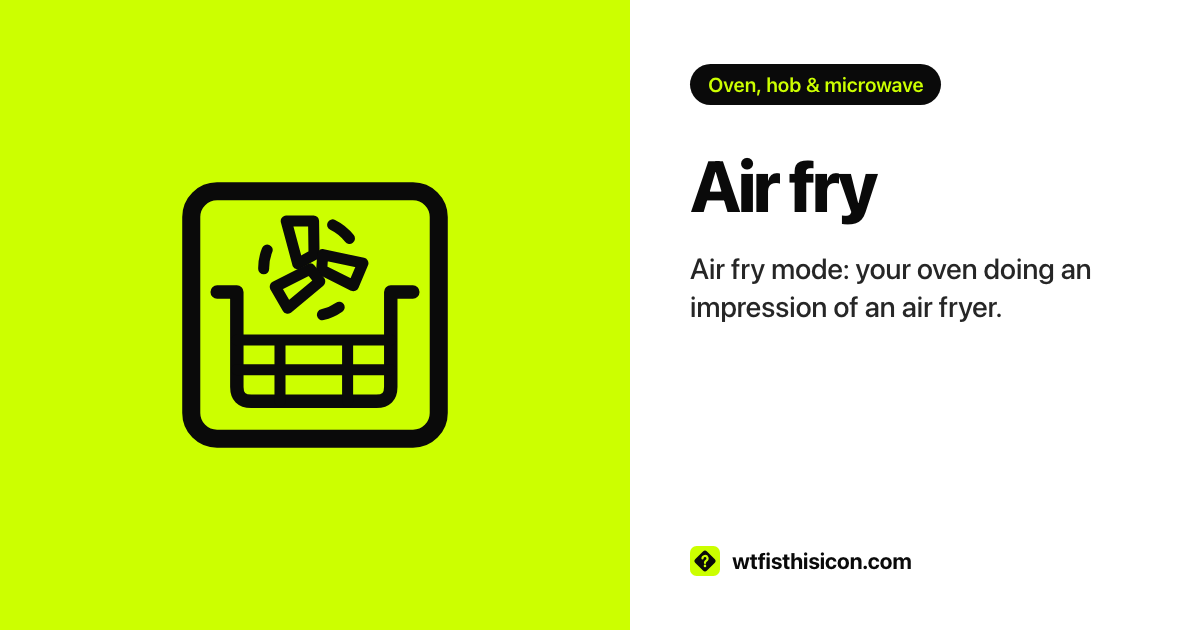 Oven, hob & microwave
Air fry
Air fry mode: your oven doing an
impression of an air fryer.
?
wtfisthisicon.com